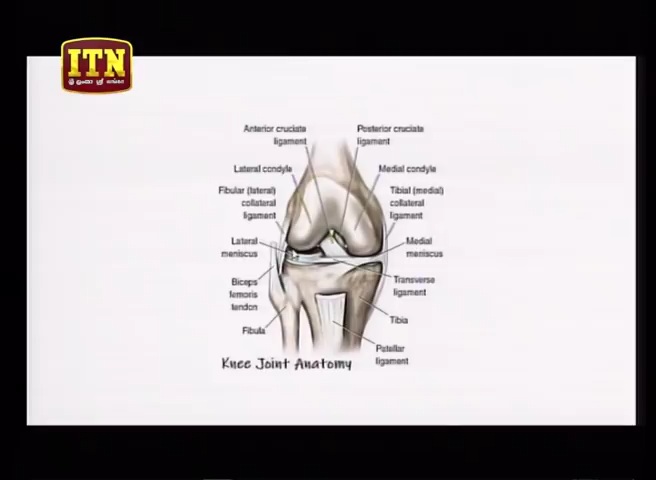 ITN
ශ්‍රී ලංකා ශ්‍රී லங்கா
Anterior cruciate
ligament
Posterior cruciate
ligament
Lateral condyle
Medial condyle
Fibular (lateral)
collateral
ligament
Tibial (medial)
collateral
ligament
Lateral
meniscus
Medial
meniscus
Biceps
femoris
tendon
Transverse
ligament
Fibula
Tibia
Patellar
ligament
Knee Joint Anatomy